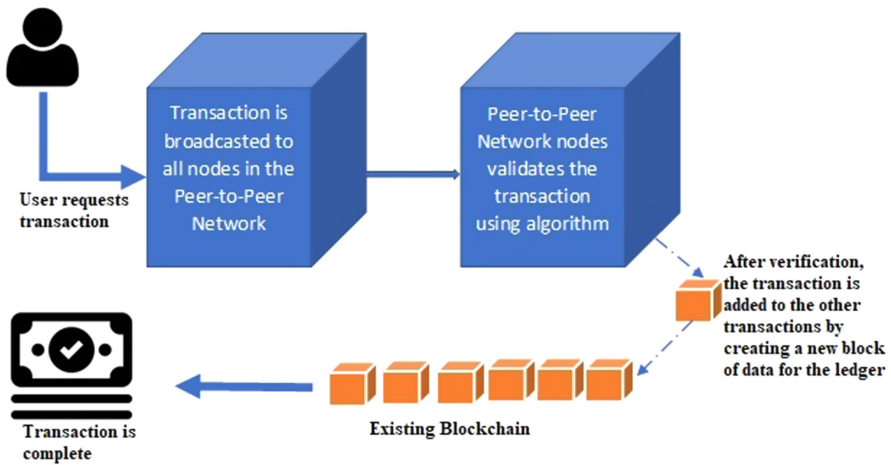 Transaction is
broadcasted to
all nodes in the
Peer-to-Peer
Network
Peer-to-Peer
Network nodes
validates the
transaction
using algorithm
User requests
transaction
After verification,
the transaction is
added to the other
transactions by
creating a new block
of data for the ledger
Existing Blockchain
Transaction is
complete